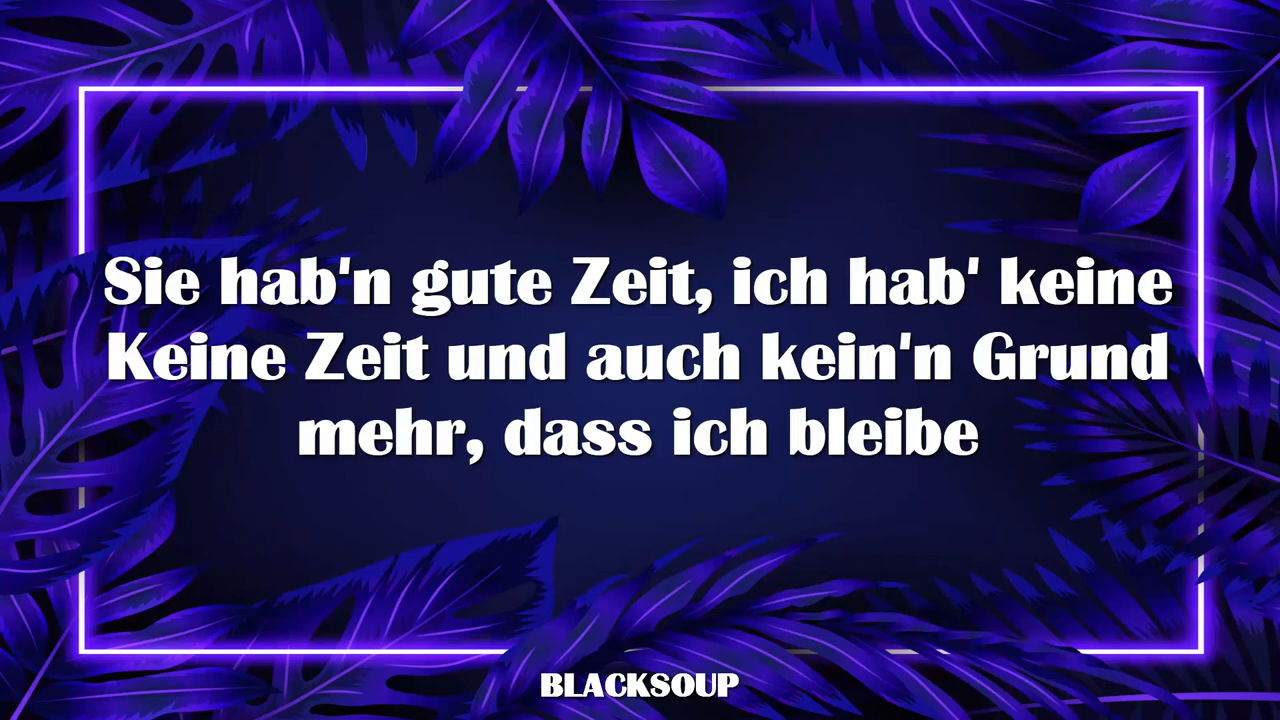 Sie hab'n gute Zeit, ich hab' keine
Keine Zeit und auch kein'n Grund
mehr, dass ich bleibe
BLACKSOUP